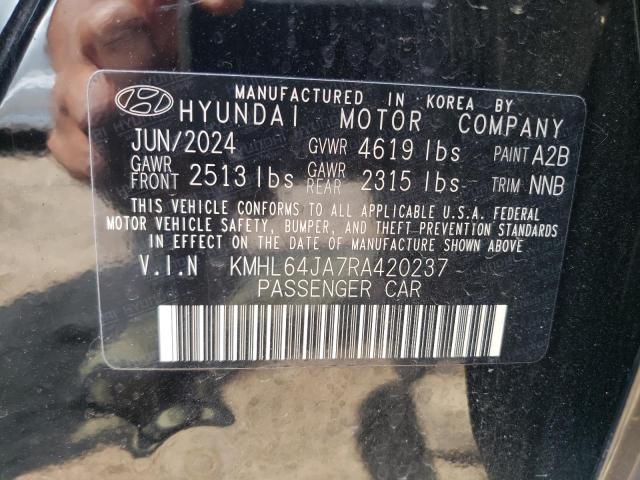 MANUFACTURED IN KOREA BY
HYUNDAI MOTOR COMPANY
JUN/2024 GVWR 4619 lbs PAINT A2B
GAWR FRONT 2513 lbs GAWR REAR 2315 lbs TRIM NNB
THIS VEHICLE CONFORMS TO ALL APPLICABLE U.S.A. FEDERAL
MOTOR VEHICLE SAFETY, BUMPER, AND THEFT PREVENTION STANDARDS
IN EFFECT ON THE DATE OF MANUFACTURE SHOWN ABOVE
V.I.N KMHL64JA7RA420237
PASSENGER CAR